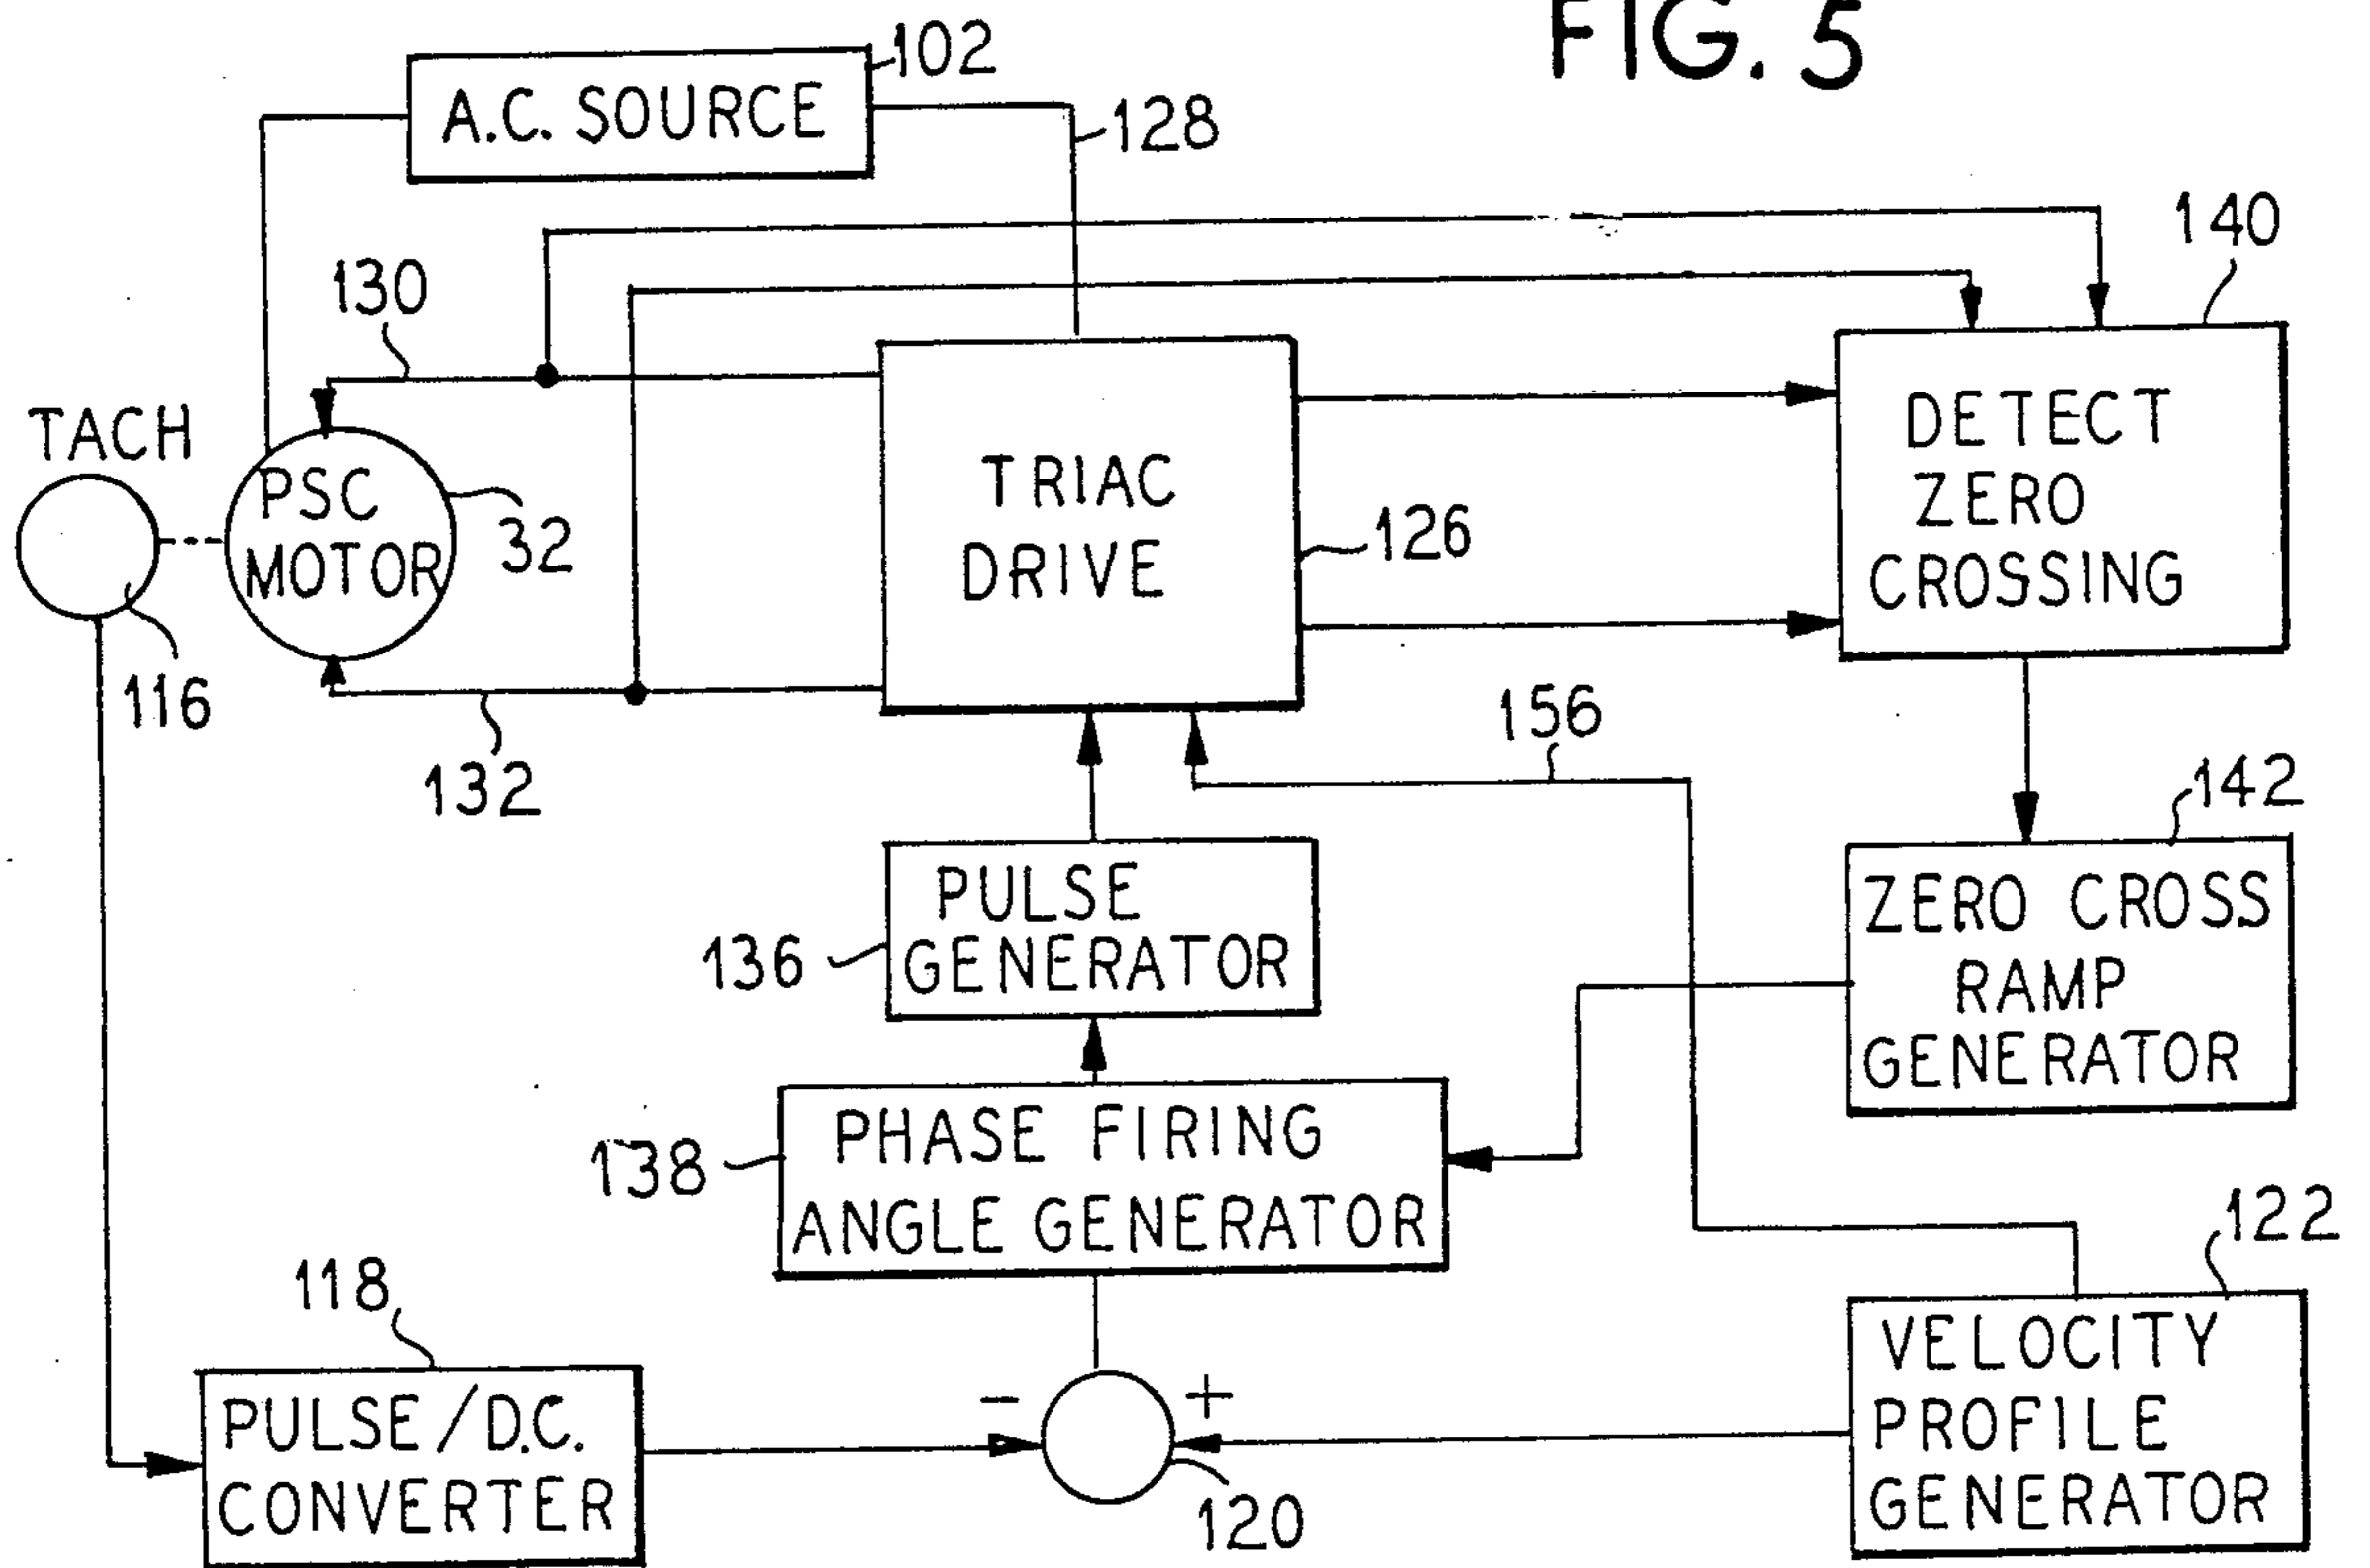 FIG. 5
102
A.C. SOURCE
128
140
130
TACH
PSC
MOTOR
32
TRIAC
DRIVE
126
DETECT
ZERO
CROSSING
116
132
156
142
PULSE
GENERATOR
136
ZERO CROSS
RAMP
GENERATOR
PHASE FIRING
ANGLE GENERATOR
138
122
118
PULSE/D.C.
CONVERTER
- +
120
VELOCITY
PROFILE
GENERATOR